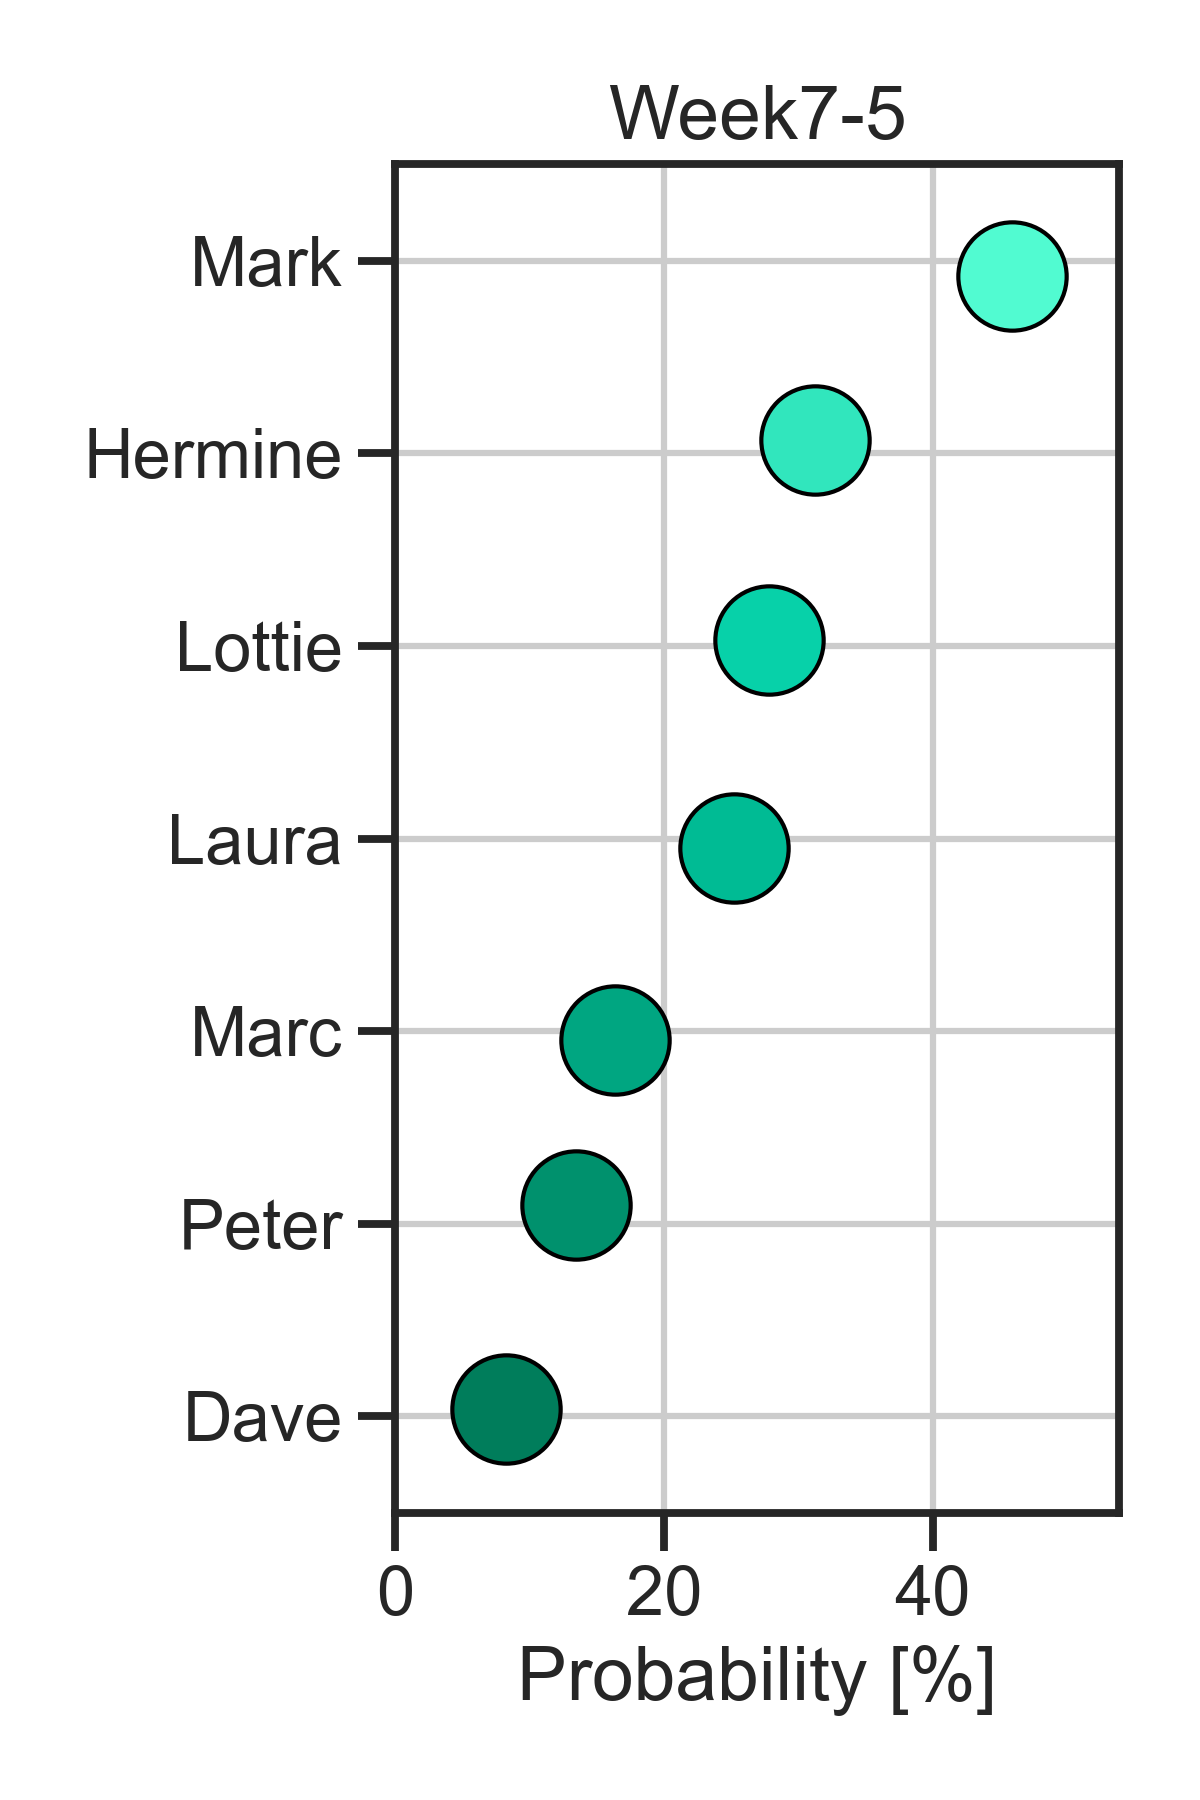 Week7-5
Mark
Hermine
Lottie
Laura
Marc
Peter
Dave
0 20 40
Probability [%]